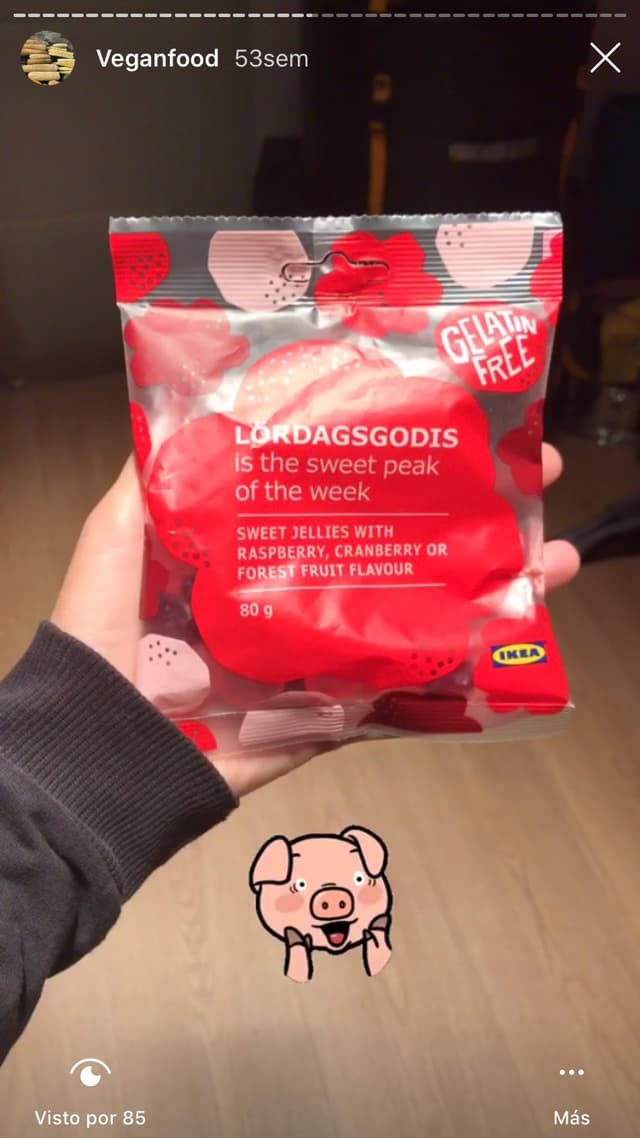 Veganfood 53sem
GELATIN
FREE
LÖRDAGSGODIS
is the sweet peak
of the week
SWEET JELLIES WITH
RASPBERRY, CRANBERRY OR
FOREST FRUIT FLAVOUR
80 g
IKEA
Visto por 85
Más